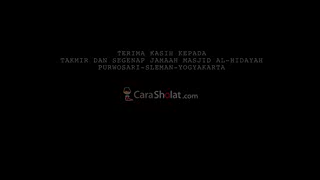 TERIMA KASIH KEPADA
TAKMIR DAN SEGENAP JAMAAH MASJID AL-HIDAYAH
PURWOSARI-SLEMAN-YOGYAKARTA
CaraSholat.com